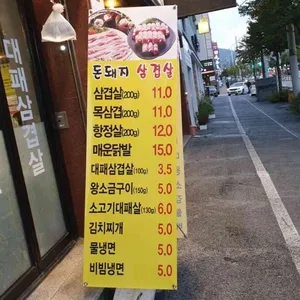 돈돼지 삼겹살
삼겹살(200g) 11.0
목삼겹(200g) 11.0
항정살(200g) 12.0
매운닭발 15.0
대패삼겹살(100g) 3.5
왕소금구이(150g) 5.0
소고기대패살(130g) 6.0
김치찌개 5.0
물냉면 5.0
비빔냉면 5.0
대패삼겹살